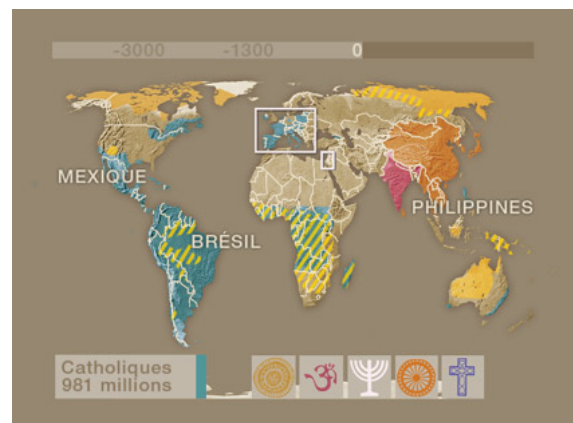 -3000 -1300 0
MEXIQUE
PHILIPPINES
BRÉSIL
Catholiques
981 millions